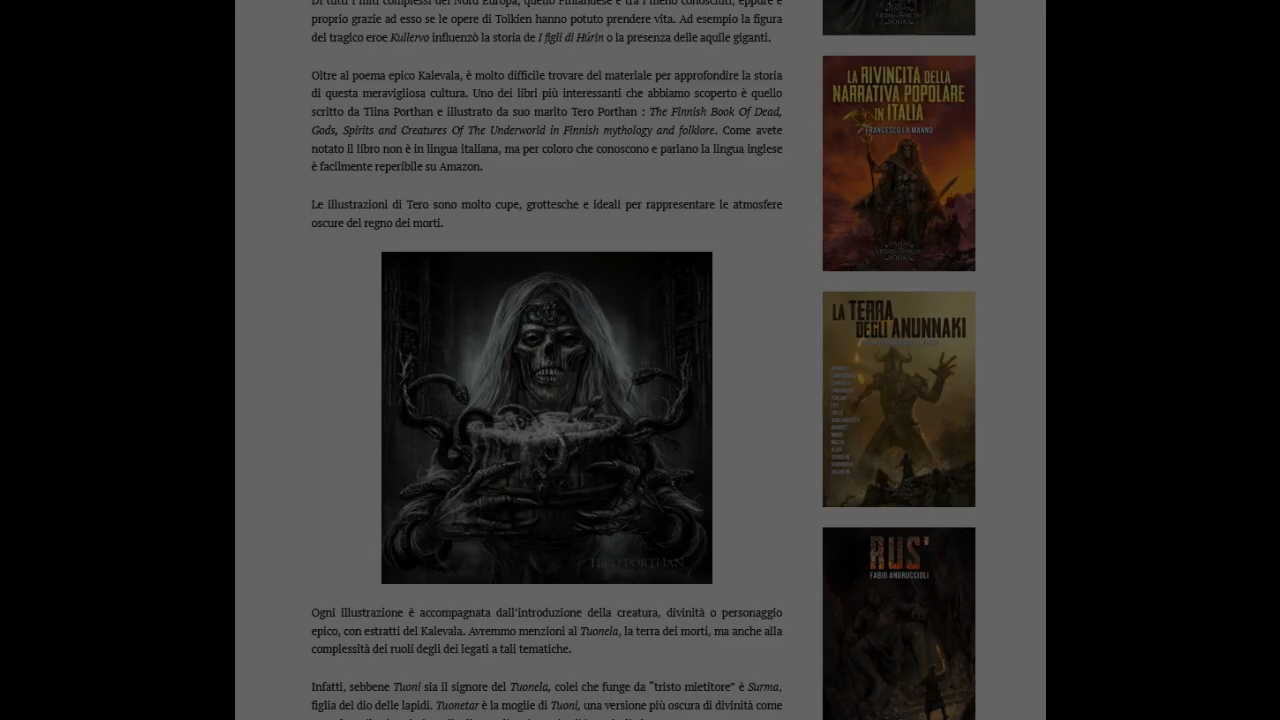 Di tutti i miti complessi del Nord Europa, quello Finlandese è tra i meno conosciuti, eppure è
proprio grazie ad esso se le opere di Tolkien hanno potuto prendere vita. Ad esempio la figura
del tragico eroe Kullervo influenzò la storia de I figli di Húrin o la presenza delle aquile giganti.
Oltre al poema epico Kalevala, è molto difficile trovare del materiale per approfondire la storia
di questa meravigliosa cultura. Uno dei libri più interessanti che abbiamo scoperto è quello
scritto da Tiina Porthan e illustrato da suo marito Tero Porthan : The Finnish Book Of Dead,
Gods, Spirits and Creatures Of The Underworld in Finnish mythology and folklore. Come avete
notato il libro non è in lingua italiana, ma per coloro che conoscono e parlano la lingua inglese
è facilmente reperibile su Amazon.
Le illustrazioni di Tero sono molto cupe, grottesche e ideali per rappresentare le atmosfere
oscure del regno dei morti.
TERO PORTHAN
Ogni illustrazione è accompagnata dall'introduzione della creatura, divinità o personaggio
epico, con estratti del Kalevala. Avremmo menzioni al Tuonela, la terra dei morti, ma anche alla
complessità dei ruoli degli dei legati a tali tematiche.
Infatti, sebbene Tuoni sia il signore del Tuonela, colei che funge da “tristo mietitore” è Surma,
figlia del dio delle lapidi. Tuonetar è la moglie di Tuoni, una versione più oscura di divinità come
LA RIVINCITA DELLA
NARRATIVA POPOLARE
IN ITALIA
FRANCESCO LA MANNO
LA TERRA
DEGLI ANUNNAKI
RUS'
FABIO ANDRUCCIOLI